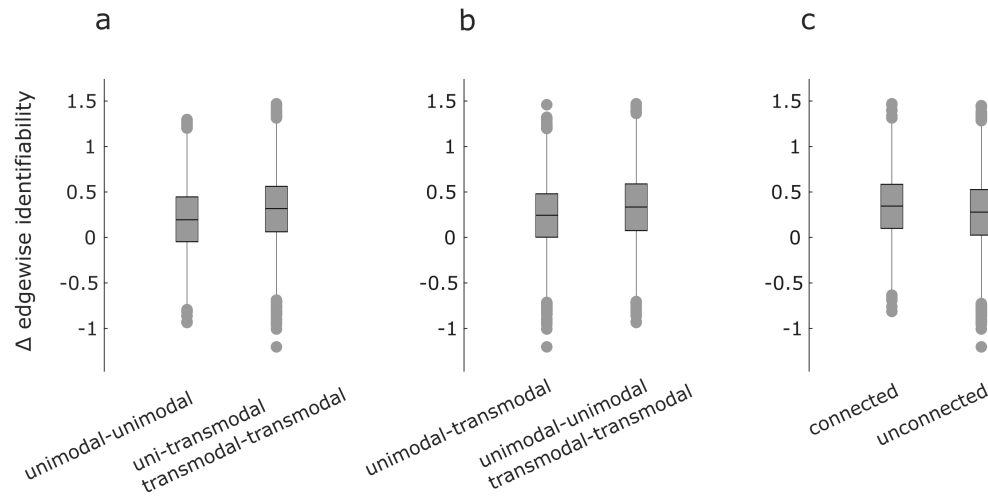 a
b
c
Δ edgewise identifiability
1.5
1
0.5
0
-0.5
-1
unimodal-unimodal
uni-transmodal
transmodal-transmodal
1.5
1
0.5
0
-0.5
-1
unimodal-transmodal
unimodal-unimodal
transmodal-transmodal
1.5
1
0.5
0
-0.5
-1
connected
unconnected